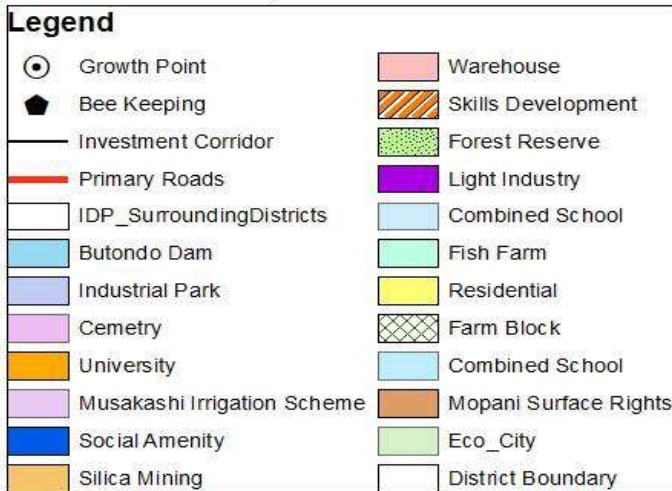 Legend
Growth Point
Bee Keeping
Investment Corridor
Primary Roads
IDP_SurroundingDistricts
Butondo Dam
Industrial Park
Cemetry
University
Musakashi Irrigation Scheme
Social Amenity
Silica Mining
Warehouse
Skills Development
Forest Reserve
Light Industry
Combined School
Fish Farm
Residential
Farm Block
Combined School
Mopani Surface Rights
Eco_City
District Boundary